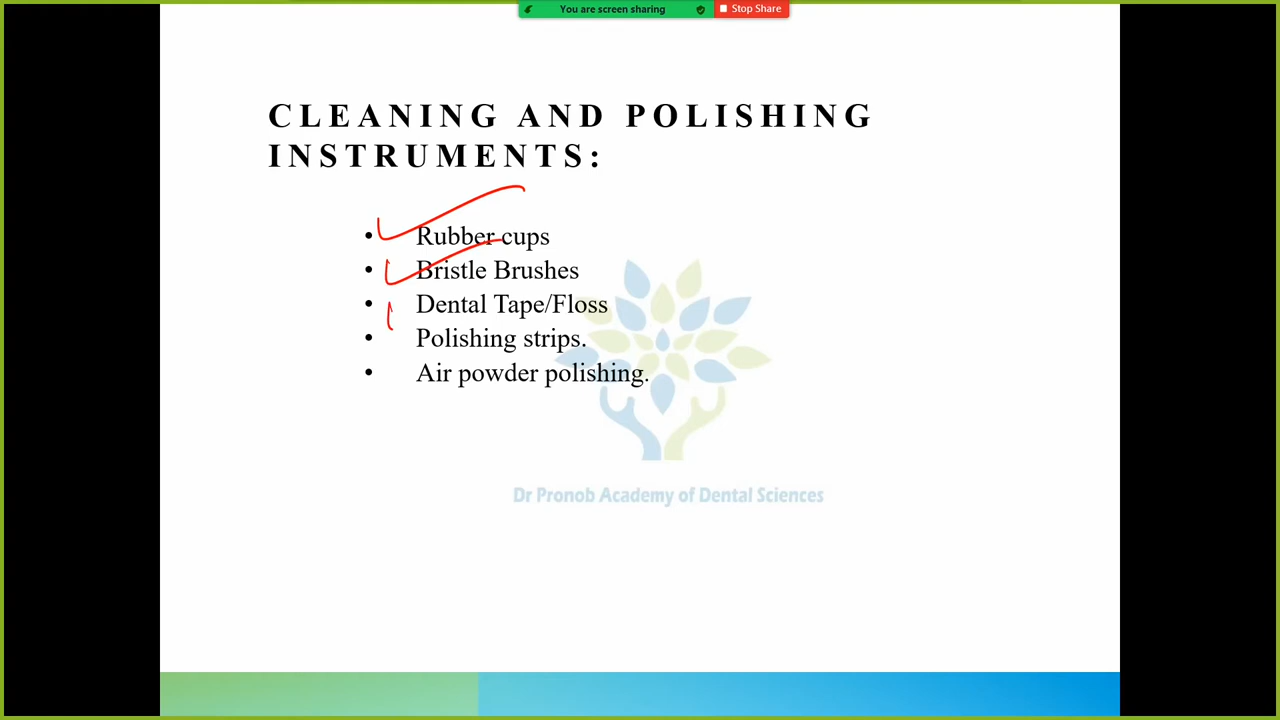 You are screen sharing
Stop Share
CLEANING AND POLISHING
INSTRUMENTS:
• Rubber cups
• Bristle Brushes
• Dental Tape/Floss
• Polishing strips.
• Air powder polishing.
Dr Pronob Academy of Dental Sciences